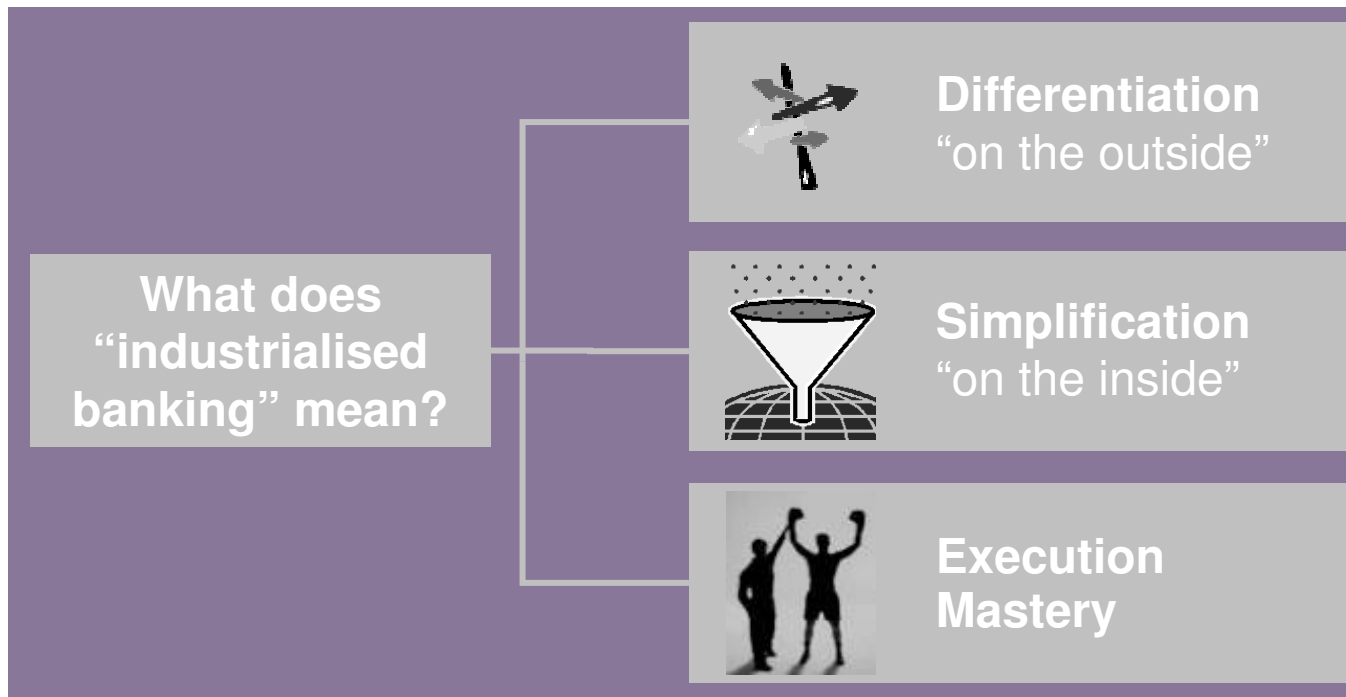 What does
“industrialised
banking” mean?
Differentiation
“on the outside”
Simplification
“on the inside”
Execution
Mastery